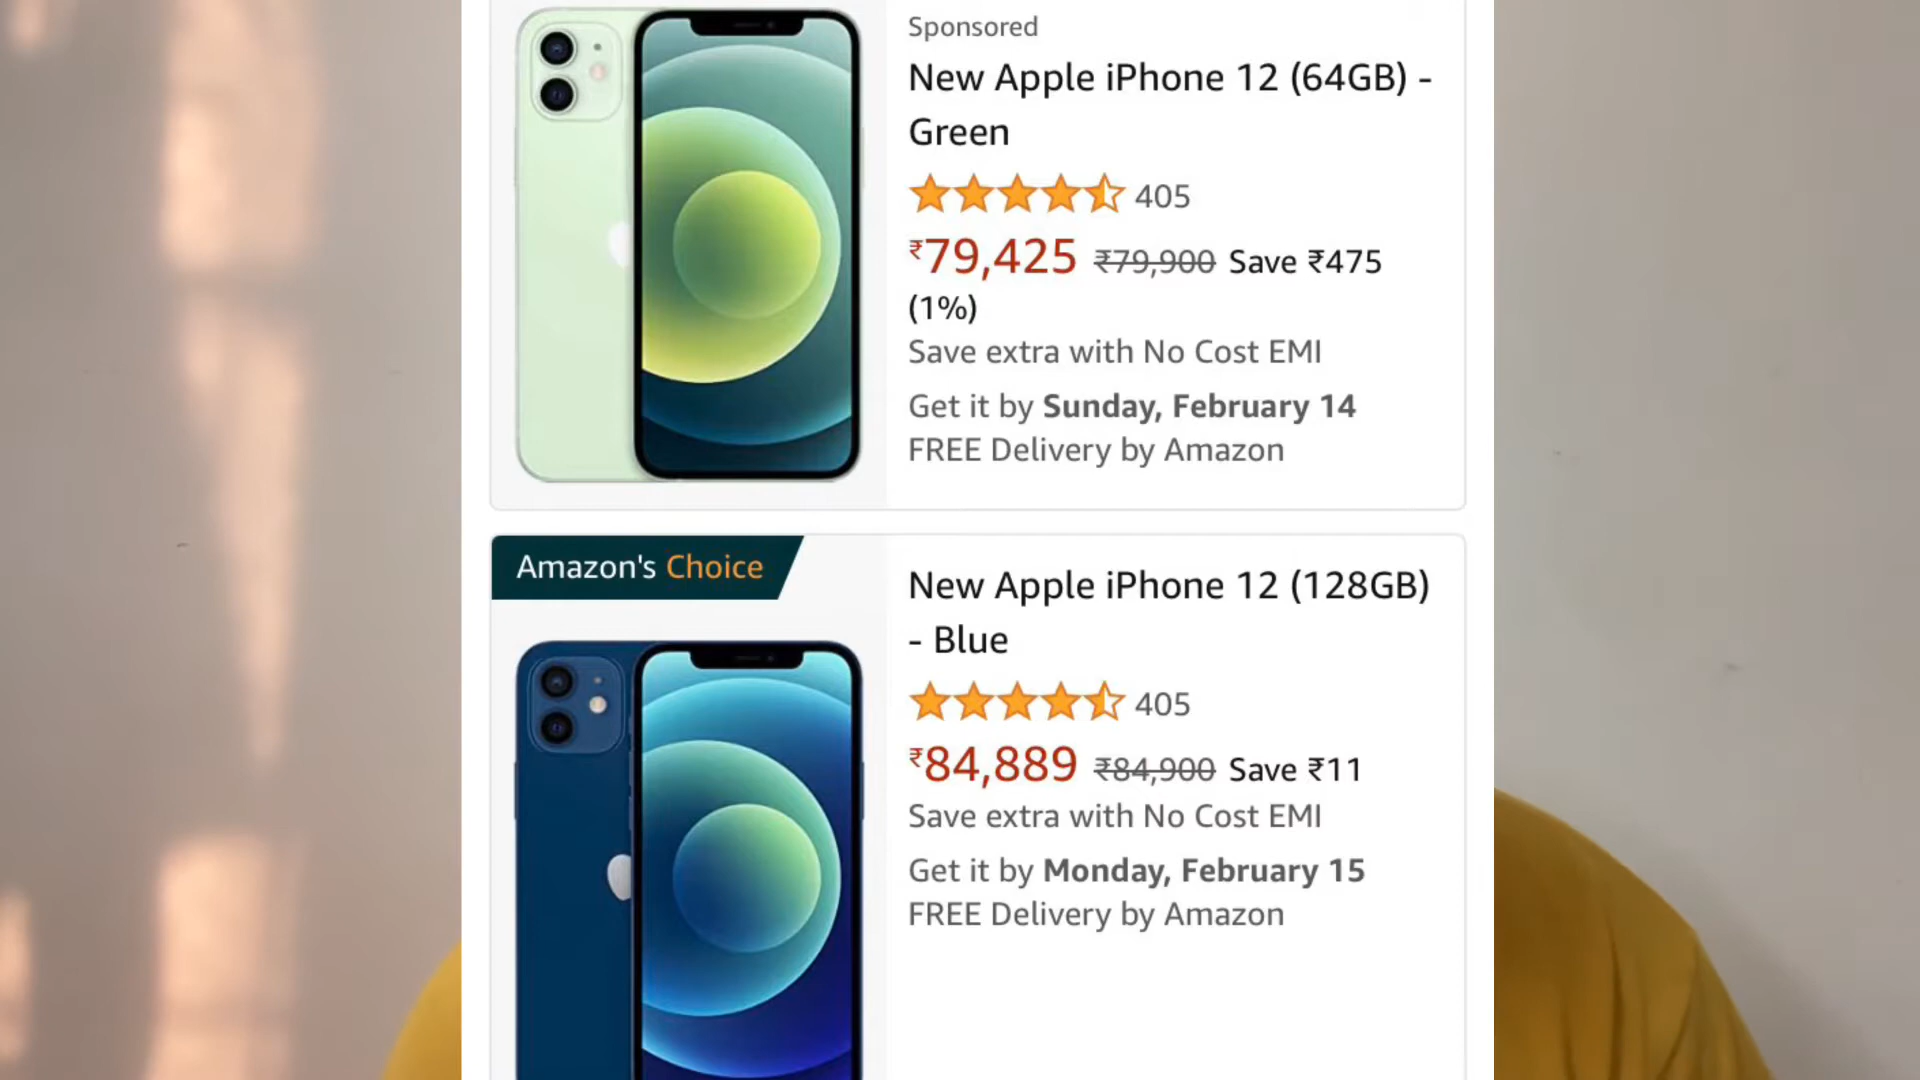 Sponsored
New Apple iPhone 12 (64GB) -
Green
405
₹79,425 ₹79,900 Save ₹475
(1%)
Save extra with No Cost EMI
Get it by Sunday, February 14
FREE Delivery by Amazon
Amazon's Choice
New Apple iPhone 12 (128GB)
- Blue
405
₹84,889 ₹84,900 Save ₹11
Save extra with No Cost EMI
Get it by Monday, February 15
FREE Delivery by Amazon